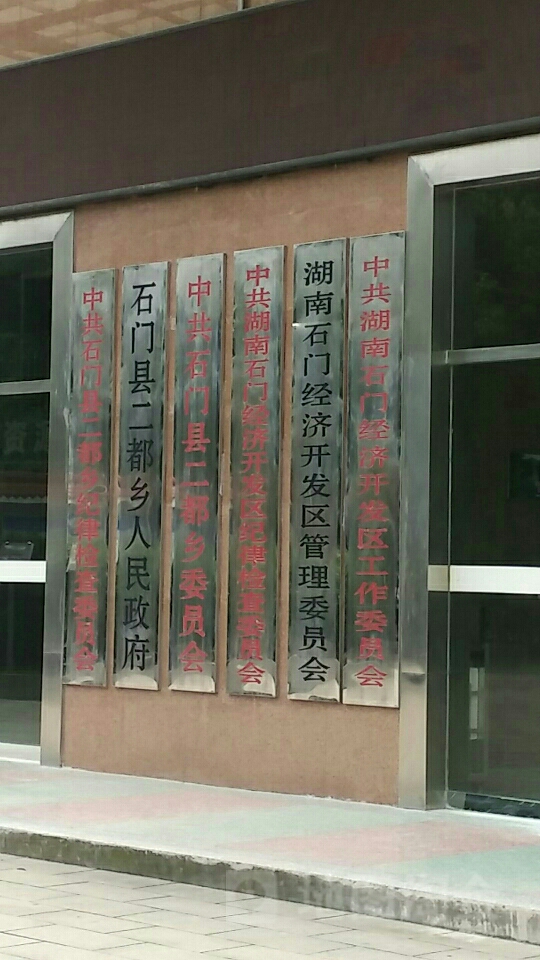 中共湖南石门经济开发区工作委员会
湖南石门经济开发区管理委员会
中共湖南石门经济开发区纪律检查委员会
中共石门县二都乡委员会
石门县二都乡人民政府
中共石门县二都乡纪律检查委员会